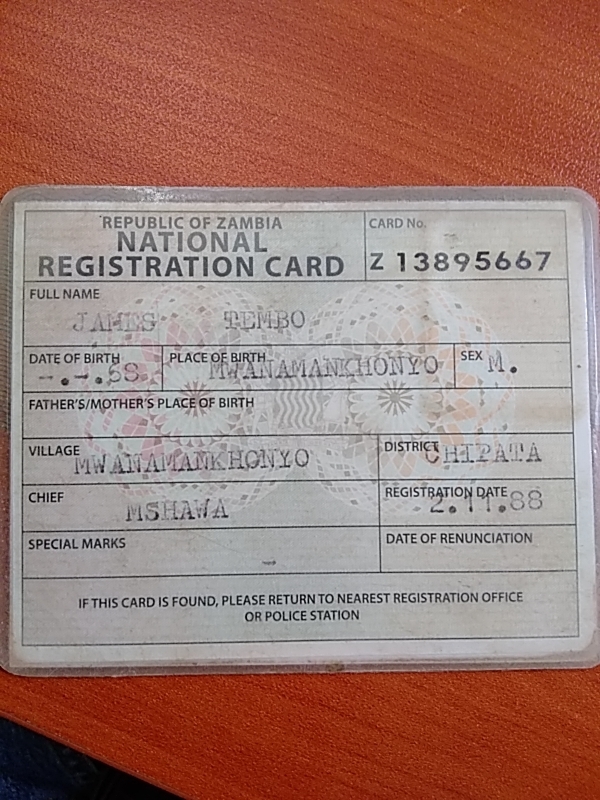 REPUBLIC OF ZAMBIA
NATIONAL
REGISTRATION CARD
CARD No.
Z 13895667
FULL NAME
JAMES TEMBO
DATE OF BIRTH
-.-.68
PLACE OF BIRTH
MWANAMANKHONYO
SEX
M.
FATHER'S/MOTHER'S PLACE OF BIRTH
VILLAGE
MWANAMANKHONYO
DISTRICT
CHIPATA
CHIEF
MSHAWA
REGISTRATION DATE
2.11.88
SPECIAL MARKS
DATE OF RENUNCIATION
IF THIS CARD IS FOUND, PLEASE RETURN TO NEAREST REGISTRATION OFFICE
OR POLICE STATION